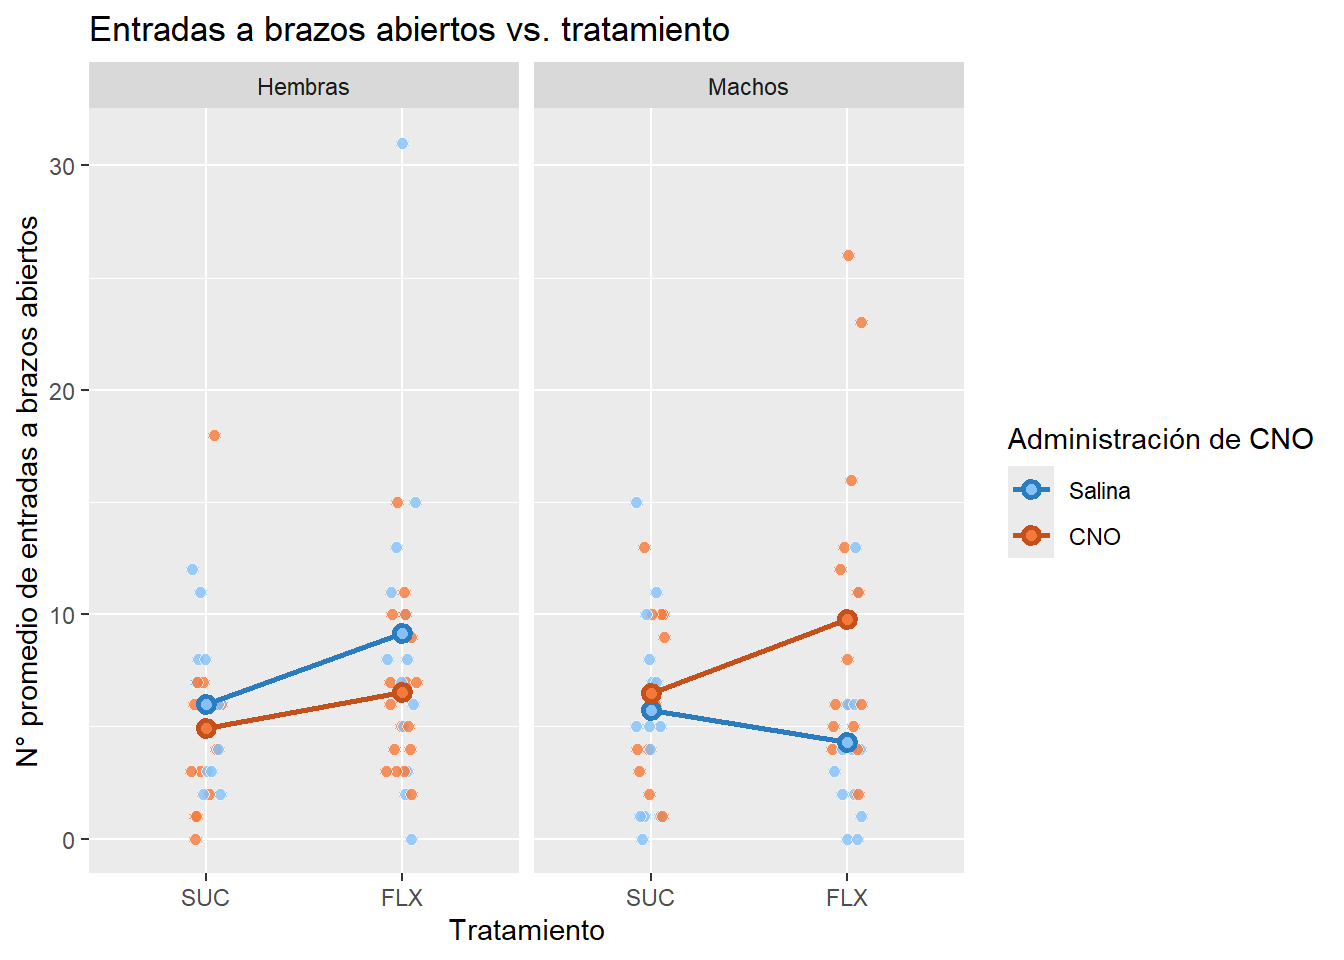 Entradas a brazos abiertos vs. tratamiento
Hembras
Machos
N° promedio de entradas a brazos abiertos
30
20
10
0
SUC
FLX
SUC
FLX
Tratamiento
Administración de CNO
Salina
CNO